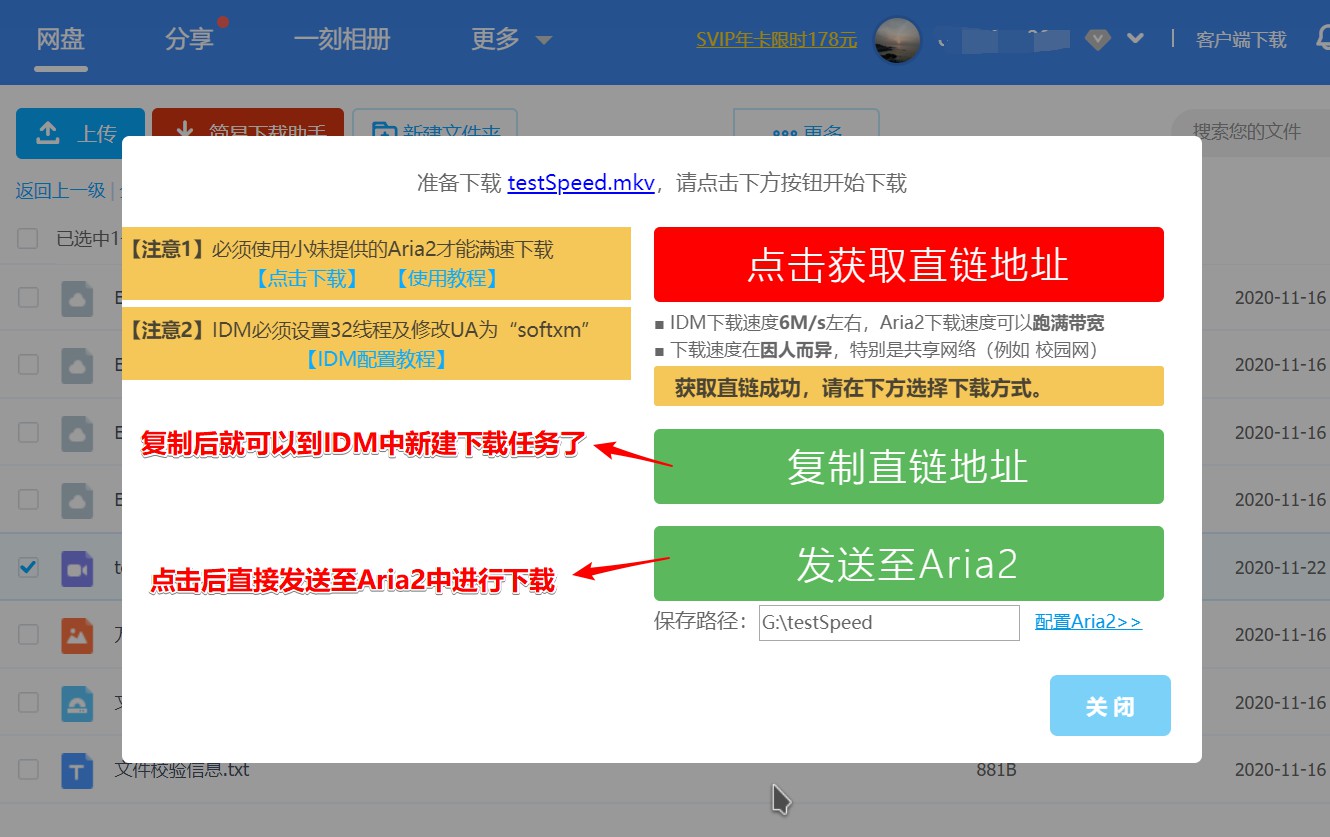 网盘
分享
一刻相册
更多
SVIP年卡限时178元
客户端下载
上传
简易下载助手
新建文件夹
更多
搜索您的文件
返回上一级 |
已选中1
准备下载 testSpeed.mkv，请点击下方按钮开始下载
【注意1】必须使用小妹提供的Aria2才能满速下载
【点击下载】 【使用教程】
【注意2】IDM必须设置32线程及修改UA为“softxm”
【IDM配置教程】
点击获取直链地址
■ IDM下载速度6M/s左右，Aria2下载速度可以跑满带宽
■ 下载速度在因人而异，特别是共享网络（例如 校园网）
获取直链成功，请在下方选择下载方式。
复制后就可以到IDM中新建下载任务了
复制直链地址
点击后直接发送至Aria2中进行下载
发送至Aria2
保存路径： G:\testSpeed 配置Aria2>>
关 闭
2020-11-16
2020-11-16
2020-11-16
2020-11-16
2020-11-22
2020-11-16
2020-11-16
文件校验信息.txt 881B 2020-11-16